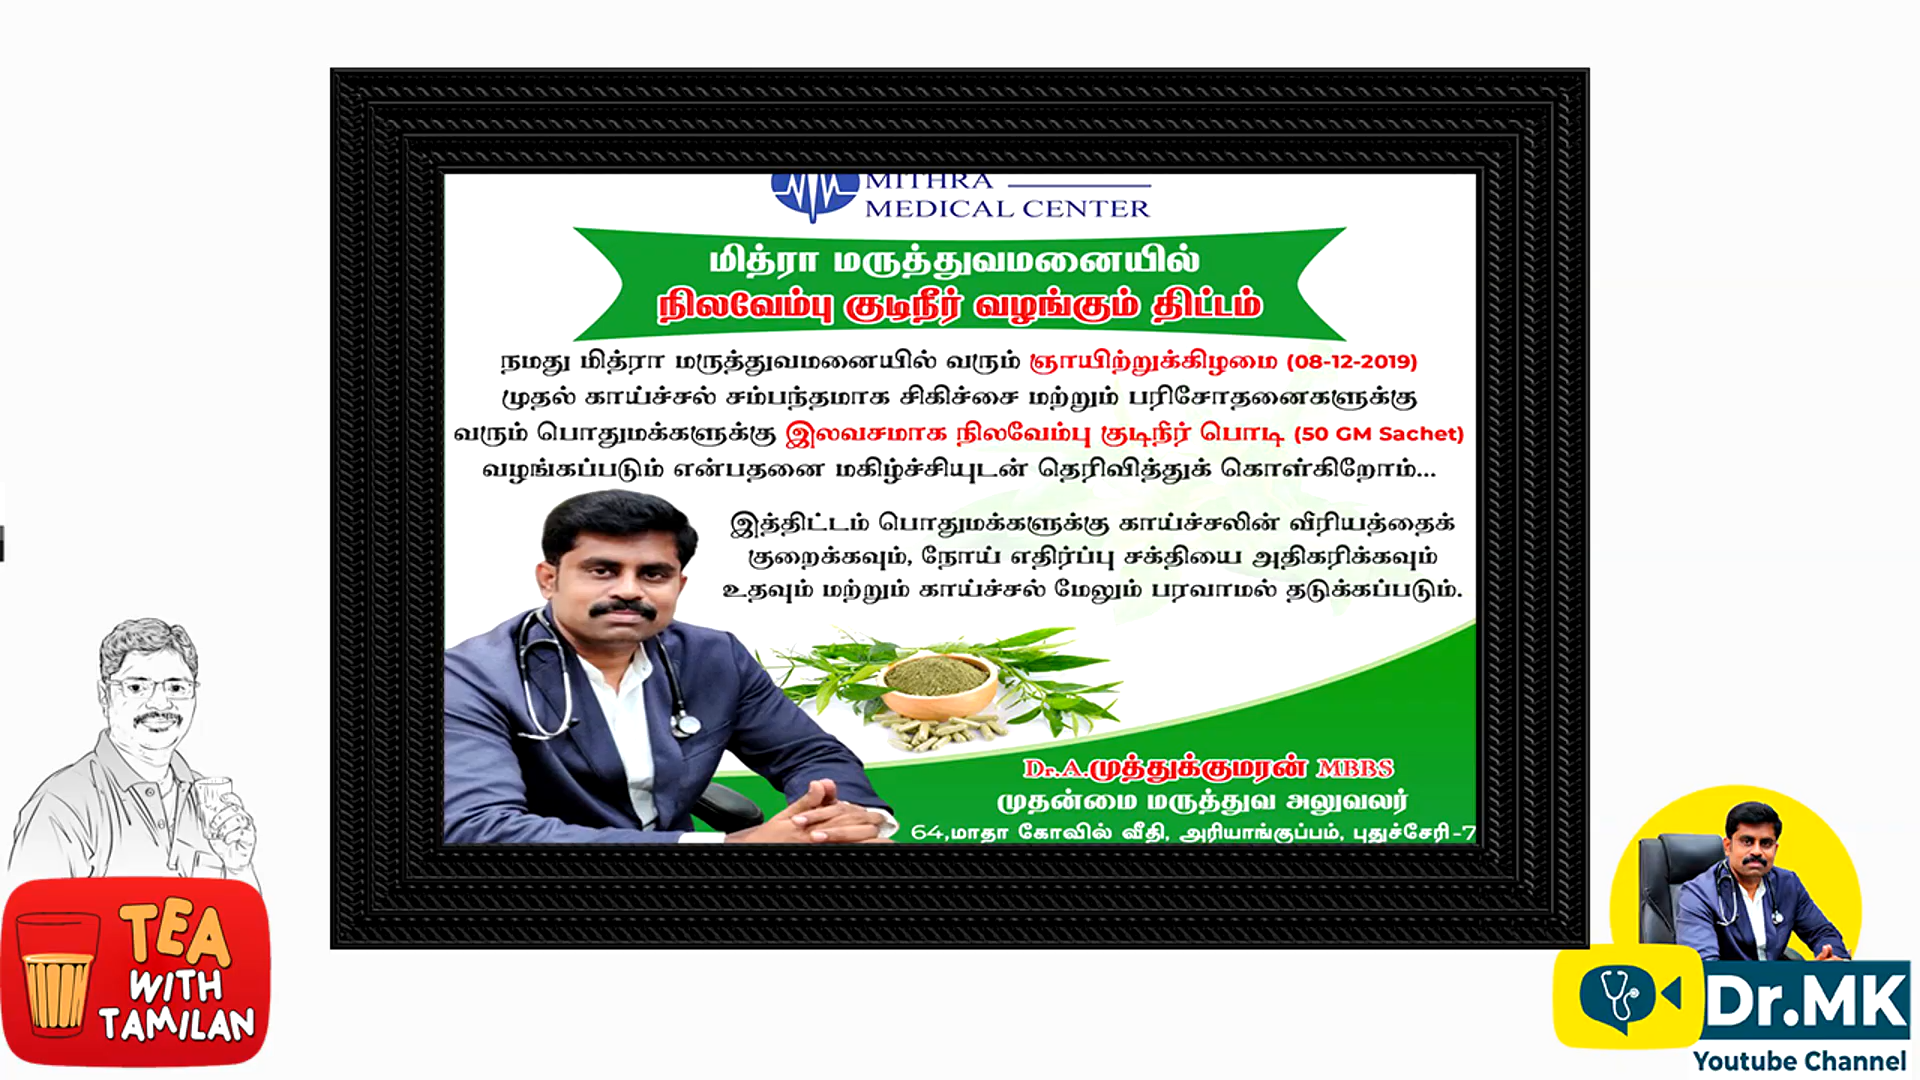 MITHRA
MEDICAL CENTER
மித்ரா மருத்துவமனையில்
நிலவேம்பு குடிநீர் வழங்கும் திட்டம்
நமது மித்ரா மருத்துவமனையில் வரும் ஞாயிற்றுக்கிழமை (08-12-2019)
முதல் காய்ச்சல் சம்பந்தமாக சிகிச்சை மற்றும் பரிசோதனைகளுக்கு
வரும் பொதுமக்களுக்கு இலவசமாக நிலவேம்பு குடிநீர் பொடி (50 GM Sachet)
வழங்கப்படும் என்பதனை மகிழ்ச்சியுடன் தெரிவித்துக் கொள்கிறோம்...
இத்திட்டம் பொதுமக்களுக்கு காய்ச்சலின் வீரியத்தைக்
குறைக்கவும், நோய் எதிர்ப்பு சக்தியை அதிகரிக்கவும்
உதவும் மற்றும் காய்ச்சல் மேலும் பரவாமல் தடுக்கப்படும்.
Dr.A.முத்துக்குமரன் MBBS
முதன்மை மருத்துவ அலுவலர்
64,மாதா கோவில் வீதி, அரியாங்குப்பம், புதுச்சேரி-7
TEA
WITH
TAMILAN
Dr.MK
Youtube Channel